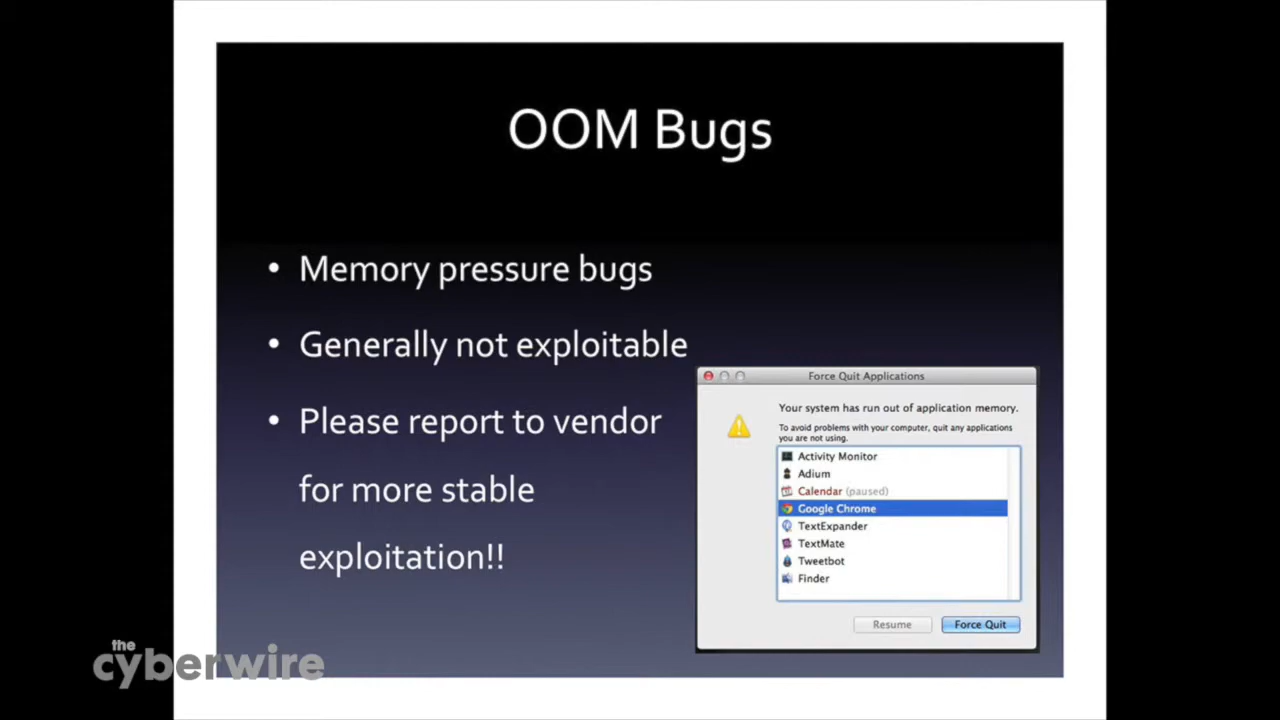 OOM Bugs
• Memory pressure bugs
• Generally not exploitable
• Please report to vendor
for more stable
exploitation!!
Force Quit Applications
Your system has run out of application memory.
To avoid problems with your computer, quit any applications
you are not using.
Activity Monitor
Adium
Calendar (paused)
Google Chrome
TextExpander
TextMate
Tweetbot
Finder
Resume Force Quit
the
cyberwire